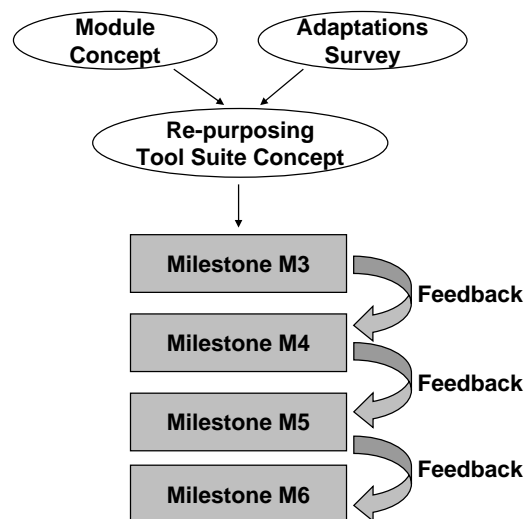 Module
Concept
Adaptations
Survey
Re-purposing
Tool Suite Concept
Milestone M3
Feedback
Milestone M4
Feedback
Milestone M5
Feedback
Milestone M6